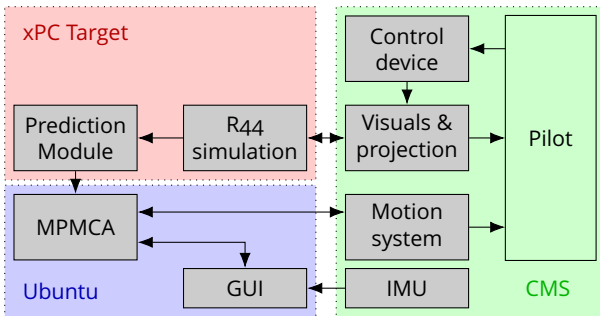 xPC Target
Control
device
Prediction
Module
R44
simulation
Visuals &
projection
Pilot
MPMCA
Motion
system
Ubuntu
GUI
IMU
CMS